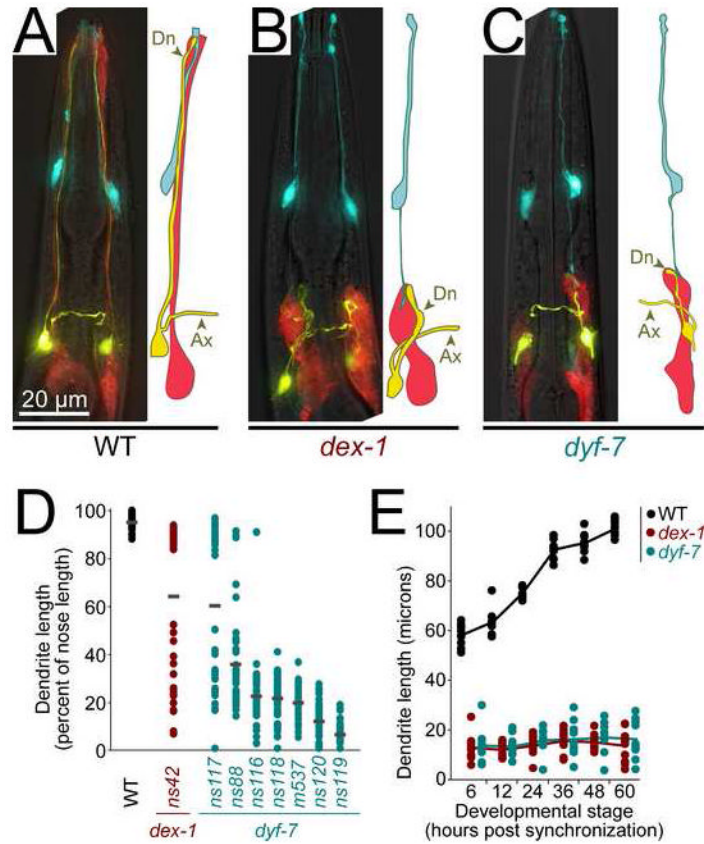 A
B
C
Dn
Dn
Dn
Ax
Ax
Ax
20 µm
WT
dex-1
dyf-7
D
E
100
80
60
40
20
0
Dendrite length
(percent of nose length)
WT
ns42
ns117
ns88
ns116
ns118
m537
ns120
ns119
dex-1
dyf-7
WT
dex-1
dyf-7
100
80
60
40
20
0
Dendrite length (microns)
6 12 24 36 48 60
Developmental stage
(hours post synchronization)